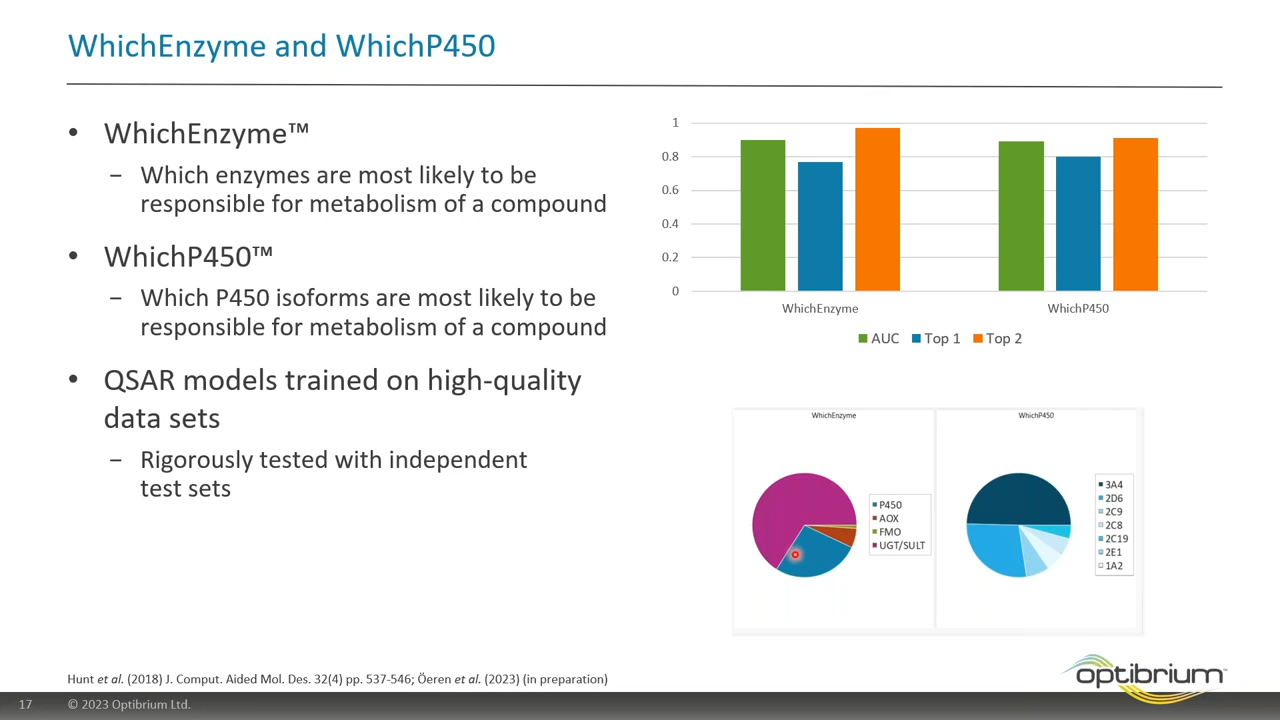 WhichEnzyme and WhichP450
• WhichEnzyme™
– Which enzymes are most likely to be
responsible for metabolism of a compound
• WhichP450™
– Which P450 isoforms are most likely to be
responsible for metabolism of a compound
• QSAR models trained on high-quality
data sets
– Rigorously tested with independent
test sets
1
0.8
0.6
0.4
0.2
0
WhichEnzyme WhichP450
AUC Top 1 Top 2
WhichEnzyme
P450
AOX
FMO
UGT/SULT
WhichP450
3A4
2D6
2C9
2C8
2C19
2E1
1A2
Hunt et al. (2018) J. Comput. Aided Mol. Des. 32(4) pp. 537-546; Öeren et al. (2023) (in preparation)
optibrium™
17 © 2023 Optibrium Ltd.